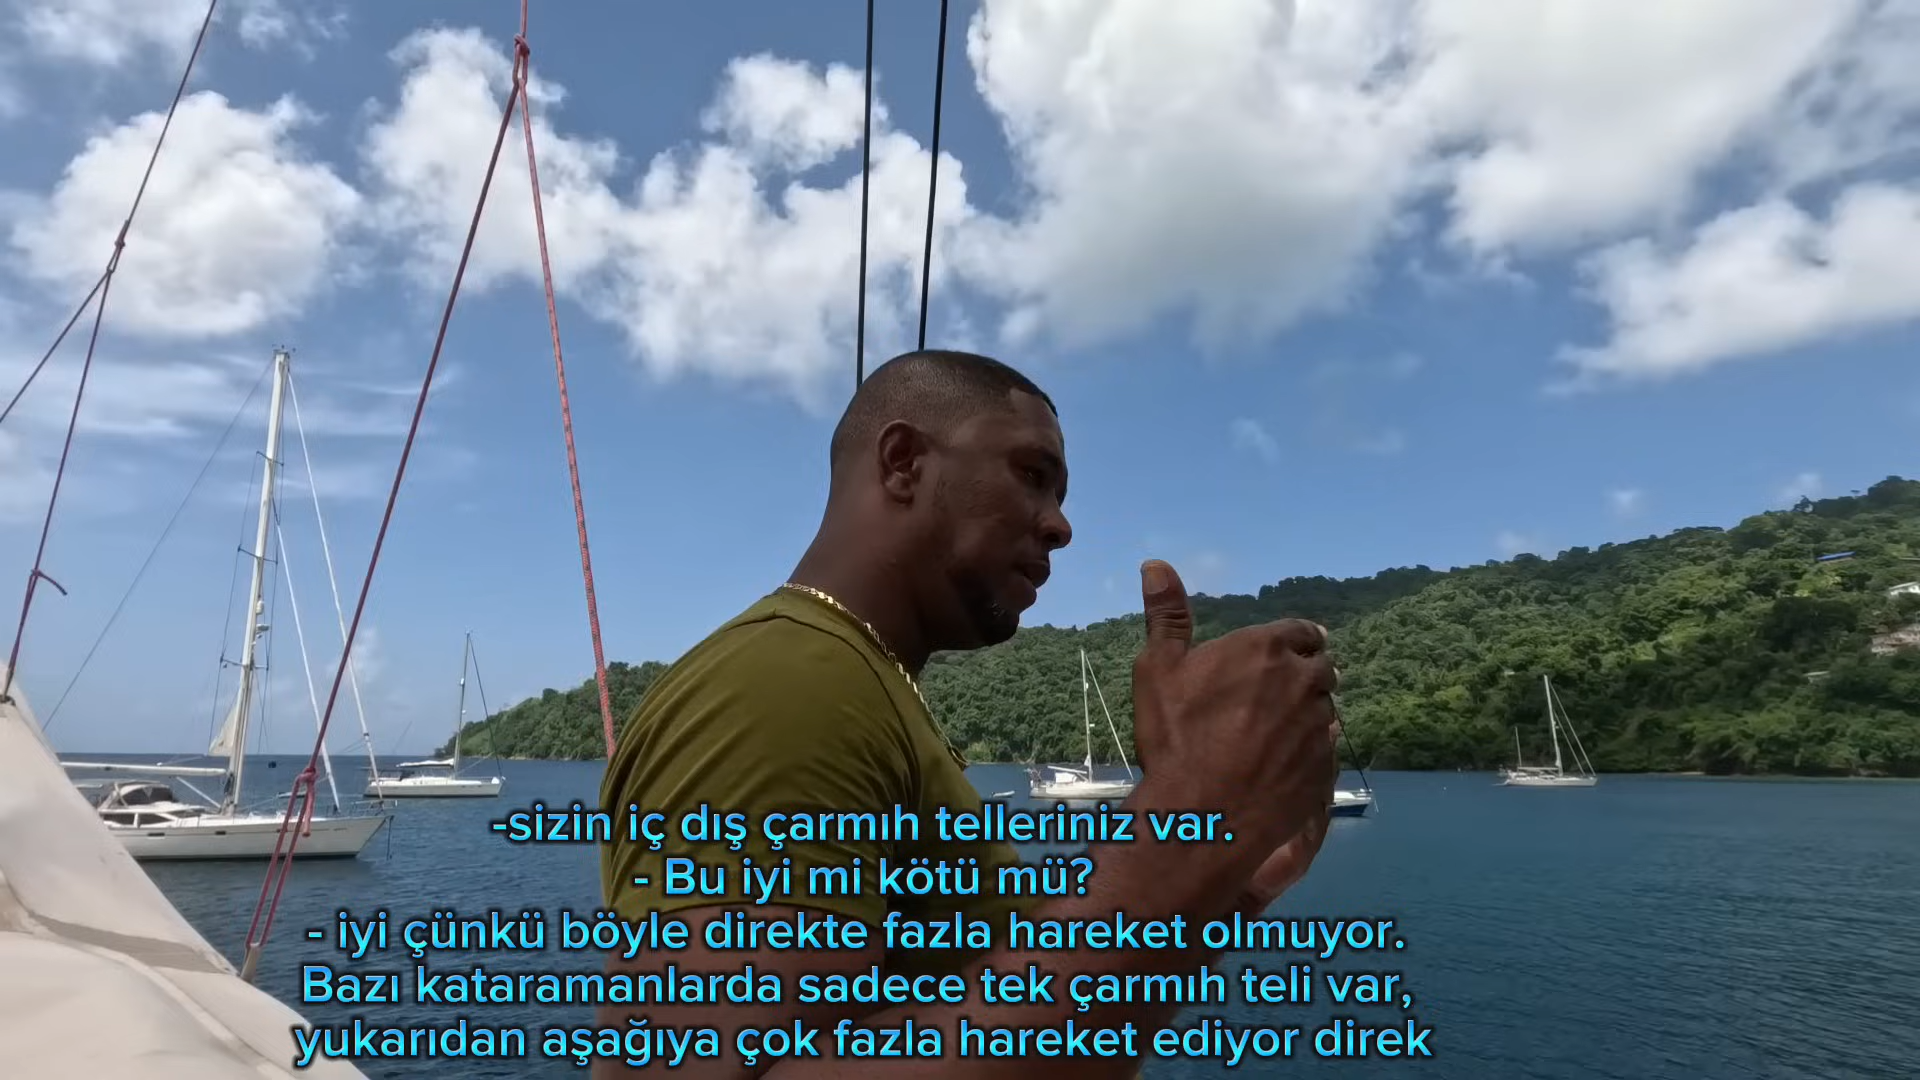 -sizin iç dış çarmıh telleriniz var.
- Bu iyi mi kötü mü?
- iyi çünkü böyle direkte fazla hareket olmuyor.
Bazı kataramanlarda sadece tek çarmıh teli var,
yukarıdan aşağıya çok fazla hareket ediyor direk